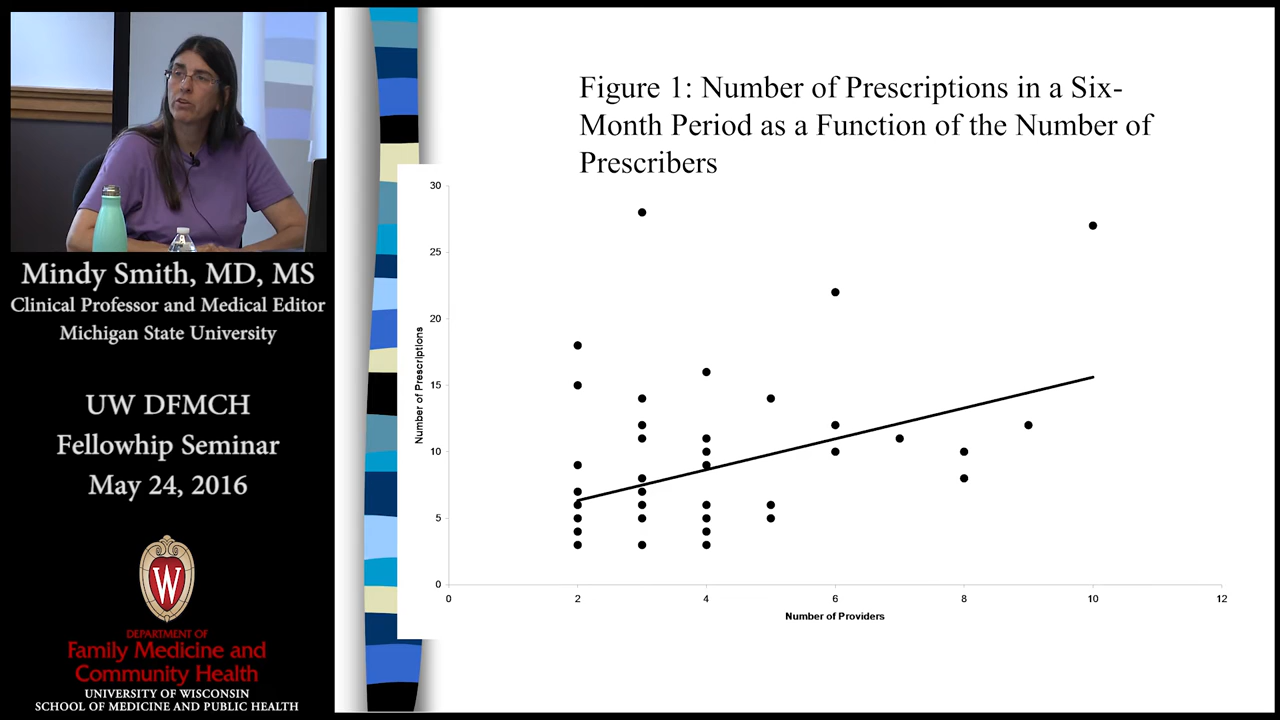 Mindy Smith, MD, MS
Clinical Professor and Medical Editor
Michigan State University
UW DFMCH
Fellowhip Seminar
May 24, 2016
W
DEPARTMENT OF
Family Medicine and
Community Health
UNIVERSITY OF WISCONSIN
SCHOOL OF MEDICINE AND PUBLIC HEALTH
Figure 1: Number of Prescriptions in a Six-
Month Period as a Function of the Number of
Prescribers
Number of Prescriptions
30
25
20
15
10
5
0
0 2 4 6 8 10 12
Number of Providers